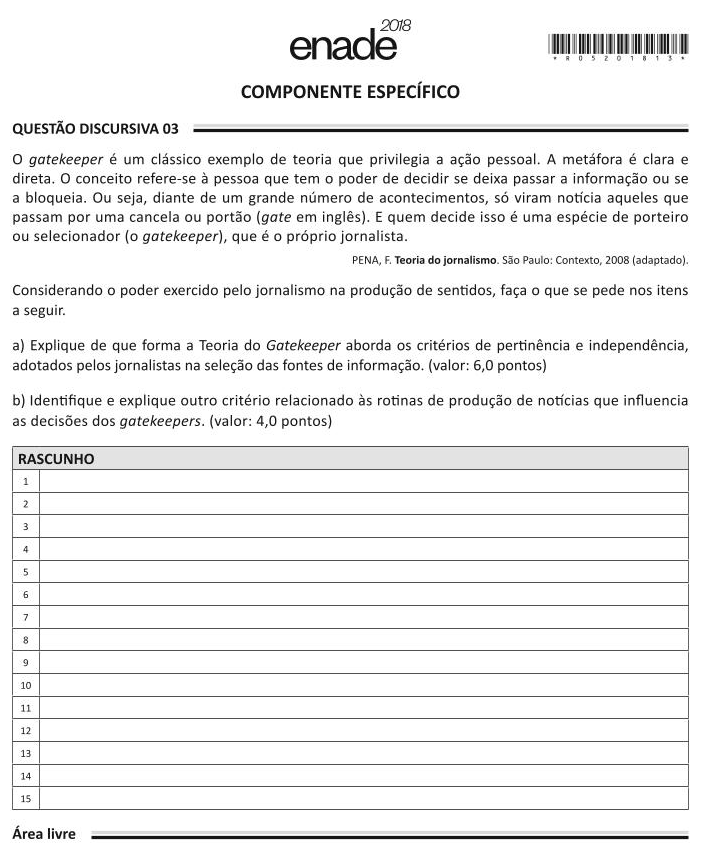 enade 2018
* R 0 5 2 0 1 8 1 3 *
COMPONENTE ESPECÍFICO
QUESTÃO DISCURSIVA 03
O gatekeeper é um clássico exemplo de teoria que privilegia a ação pessoal. A metáfora é clara e
direta. O conceito refere-se à pessoa que tem o poder de decidir se deixa passar a informação ou se
a bloqueia. Ou seja, diante de um grande número de acontecimentos, só viram notícia aqueles que
passam por uma cancela ou portão (gate em inglês). E quem decide isso é uma espécie de porteiro
ou selecionador (o gatekeeper), que é o próprio jornalista.
PENA, F. Teoria do jornalismo. São Paulo: Contexto, 2008 (adaptado).
Considerando o poder exercido pelo jornalismo na produção de sentidos, faça o que se pede nos itens
a seguir.
a) Explique de que forma a Teoria do Gatekeeper aborda os critérios de pertinência e independência,
adotados pelos jornalistas na seleção das fontes de informação. (valor: 6,0 pontos)
b) Identifique e explique outro critério relacionado às rotinas de produção de notícias que influencia
as decisões dos gatekeepers. (valor: 4,0 pontos)
RASCUNHO
1
2
3
4
5
6
7
8
9
10
11
12
13
14
15
Área livre